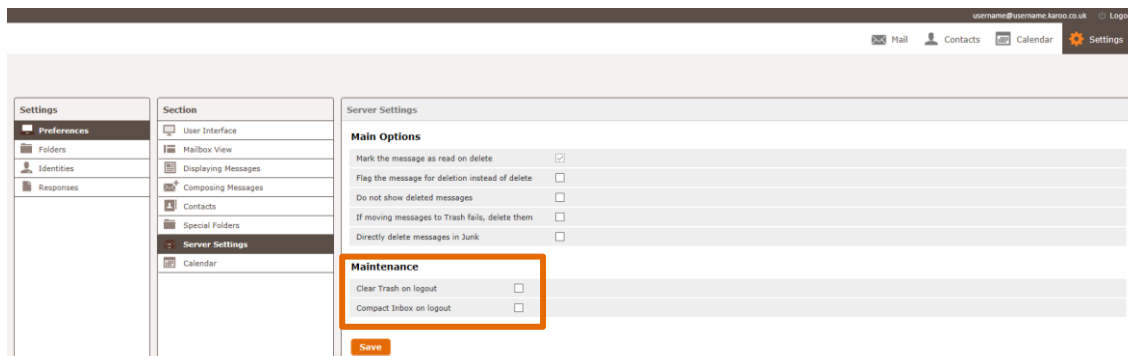 username@username.karoo.co.uk Logo
Mail Contacts Calendar Settings
Settings
Preferences
Folders
Identities
Responses
Section
User Interface
Mailbox View
Displaying Messages
Composing Messages
Contacts
Special Folders
Server Settings
Calendar
Server Settings
Main Options
Mark the message as read on delete
Flag the message for deletion instead of delete
Do not show deleted messages
If moving messages to Trash fails, delete them
Directly delete messages in Junk
Maintenance
Clear Trash on logout
Compact Inbox on logout
Save